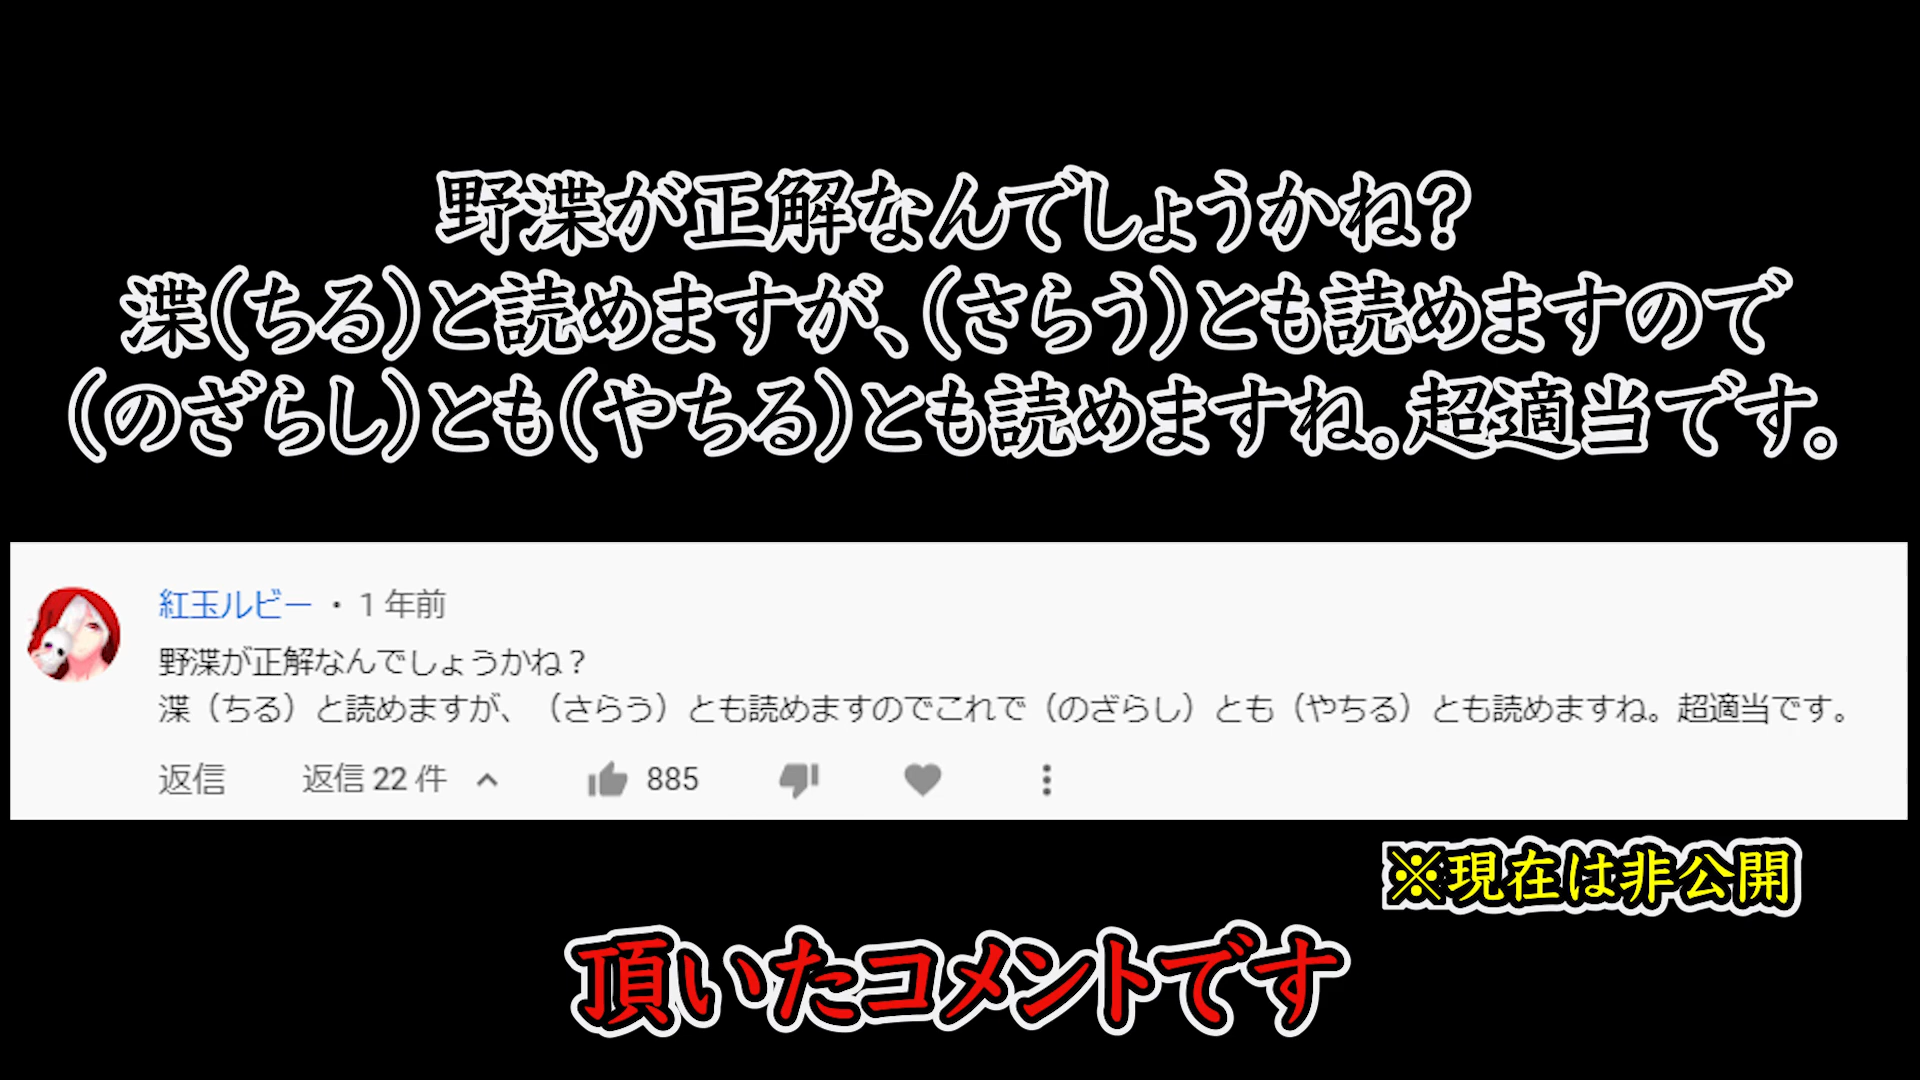 野渫が正解なんでしょうかね？
渫（ちる）と読めますが、（さらう）とも読めますので
（のざらし）とも（やちる）とも読めますね。超適当です。
紅玉ルビー • 1 年前
野渫が正解なんでしょうかね？
渫（ちる）と読めますが、（さらう）とも読めますのでこれで（のざらし）とも（やちる）とも読めますね。超適当です。
返信 返信 22 件 885
※現在は非公開
頂いたコメントです